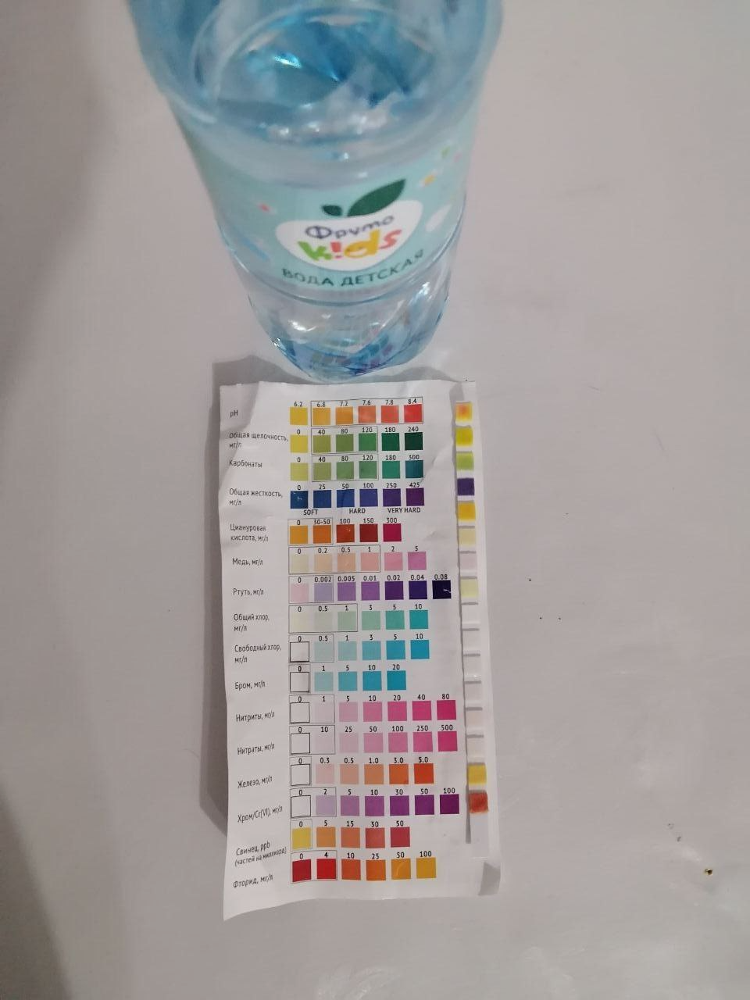 Фруто
kids
ВОДА ДЕТСКАЯ
pH
6.2 6.8 7.2 7.6 7.8 8.4
Общая щелочность,
мг/л
0 40 80 120 180 240
Карбонаты
0 40 80 120 180 300
Общая жесткость,
мг/л
0 25 50 100 250 425
SOFT HARD VERY HARD
Циануровая
кислота, мг/л
0 30-50 100 150 300
Медь, мг/л
0 0.2 0.5 1 2 5
Ртуть, мг/л
0 0.002 0.005 0.01 0.02 0.04 0.08
Общий хлор,
мг/л
0 0.5 1 3 5 10
Свободный хлор,
мг/л
0 0.5 1 3 5 10
Бром, мг/л
0 1 5 10 20
Нитриты, мг/л
0 1 5 10 20 40 80
Нитраты, мг/л
0 10 25 50 100 250 500
Железо, мг/л
0 0.3 0.5 1.0 3.0 5.0
Хром/Cr(VI), мг/л
0 2 5 10 30 50 100
Свинец, ppb
(частей на миллиард)
0 5 15 30 50
Фторид, мг/л
0 4 10 25 50 100